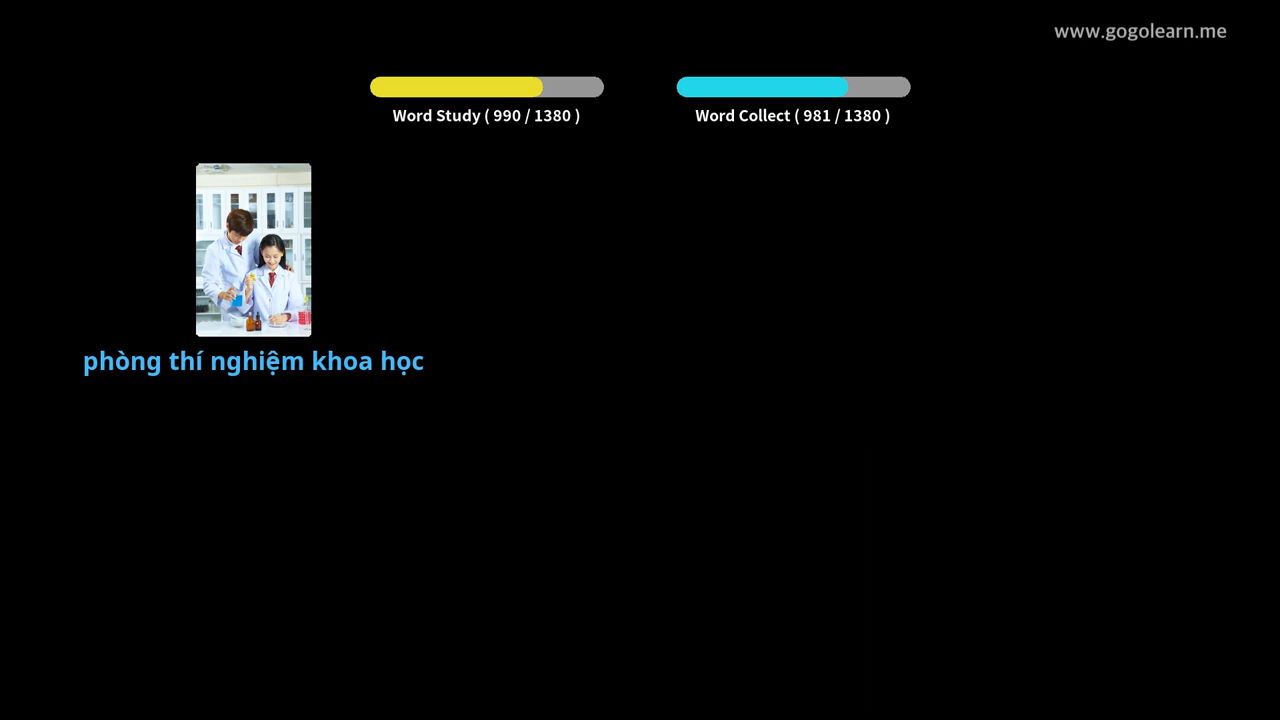 www.gogolearn.me
Word Study ( 990 / 1380 )
Word Collect ( 981 / 1380 )
phòng thí nghiệm khoa học